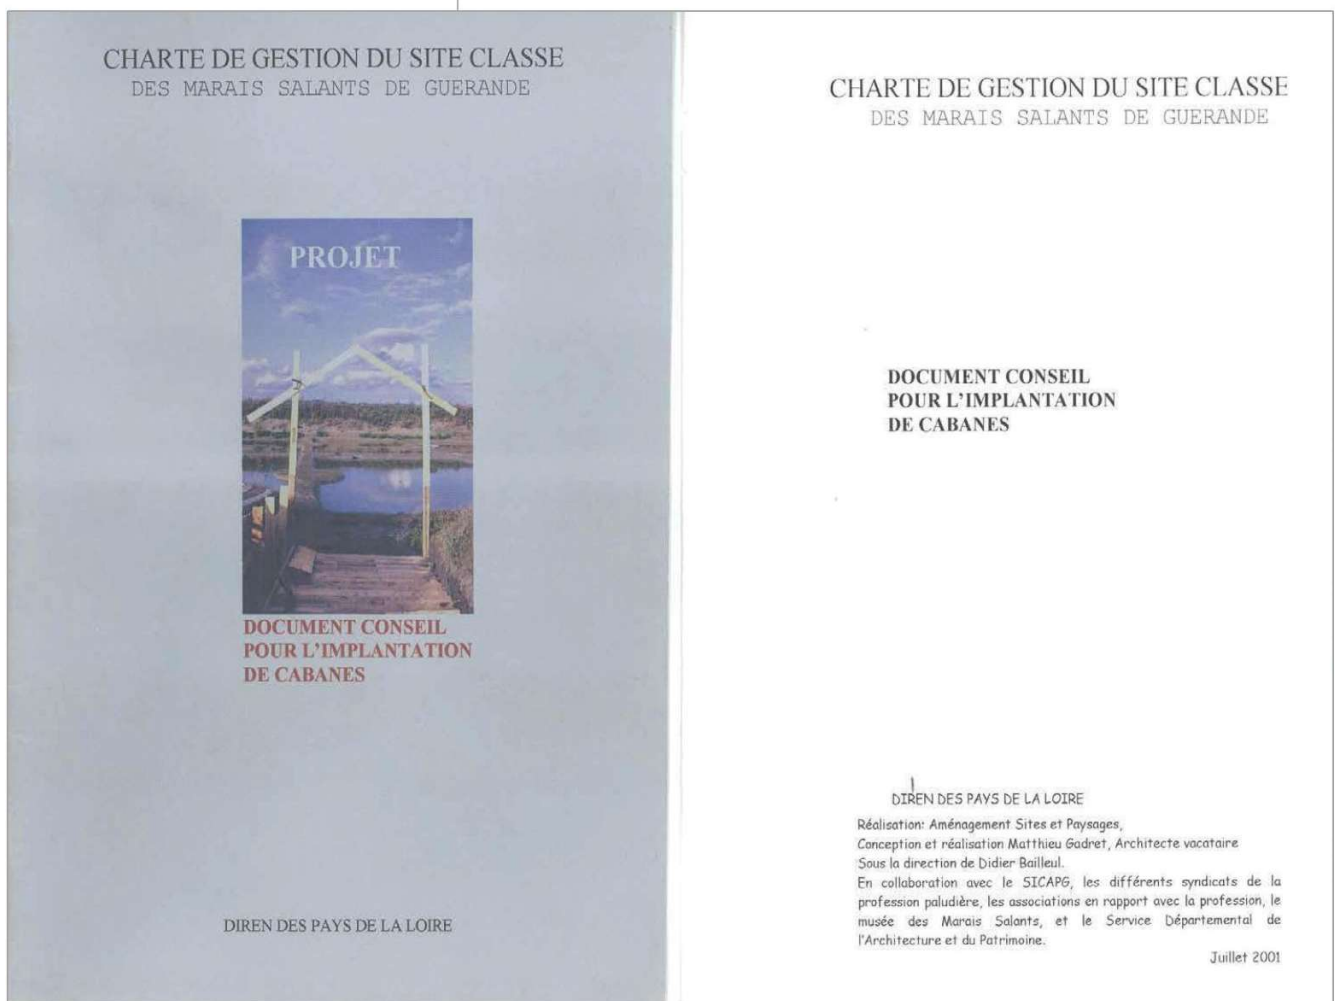 CHARTE DE GESTION DU SITE CLASSE
DES MARAIS SALANTS DE GUERANDE
PROJET
DOCUMENT CONSEIL
POUR L'IMPLANTATION
DE CABANES
DIREN DES PAYS DE LA LOIRE
CHARTE DE GESTION DU SITE CLASSE
DES MARAIS SALANTS DE GUERANDE
DOCUMENT CONSEIL
POUR L'IMPLANTATION
DE CABANES
DIREN DES PAYS DE LA LOIRE
Réalisation: Aménagement Sites et Paysages,
Conception et réalisation Matthieu Gadret, Architecte vacataire
Sous la direction de Didier Bailleul.
En collaboration avec le SICAPG, les différents syndicats de la
profession paludière, les associations en rapport avec la profession, le
musée des Marais Salants, et le Service Départemental de
l'Architecture et du Patrimoine.
Juillet 2001